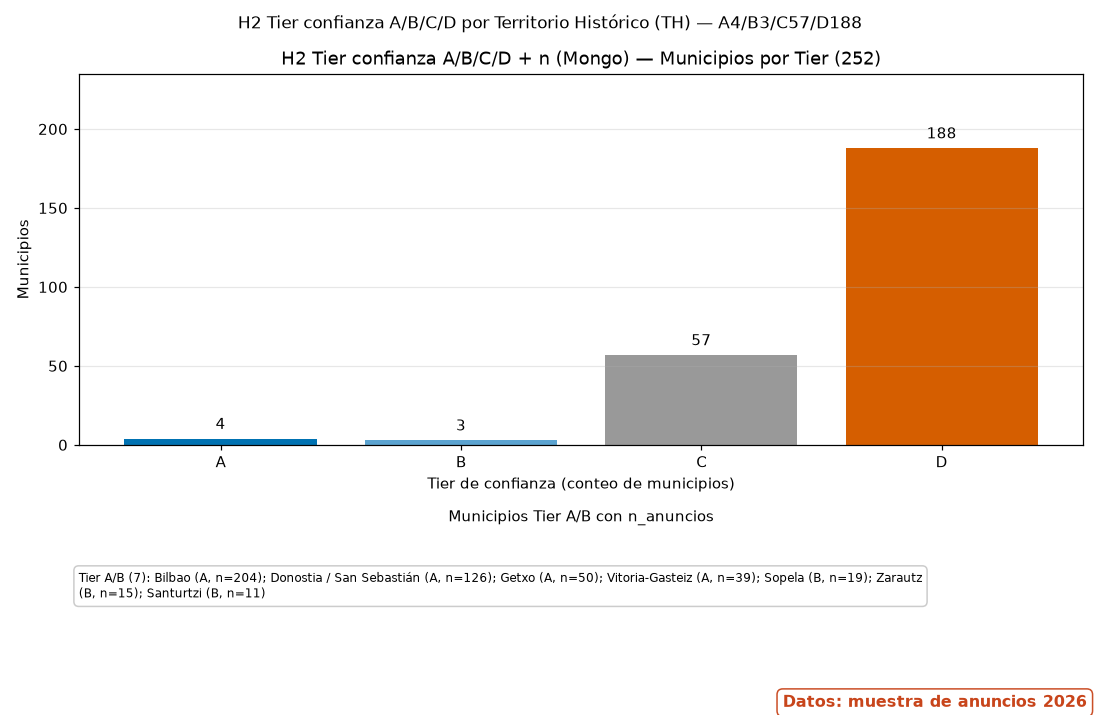 H2 Tier confianza A/B/C/D por Territorio Histórico (TH) — A4/B3/C57/D188
H2 Tier confianza A/B/C/D + n (Mongo) — Municipios por Tier (252)
Municipios
200
150
100
50
0
4
3
57
188
A
B
C
D
Tier de confianza (conteo de municipios)
Municipios Tier A/B con n_anuncios
Tier A/B (7): Bilbao (A, n=204); Donostia / San Sebastián (A, n=126); Getxo (A, n=50); Vitoria-Gasteiz (A, n=39); Sopela (B, n=19); Zarautz
(B, n=15); Santurtzi (B, n=11)
Datos: muestra de anuncios 2026